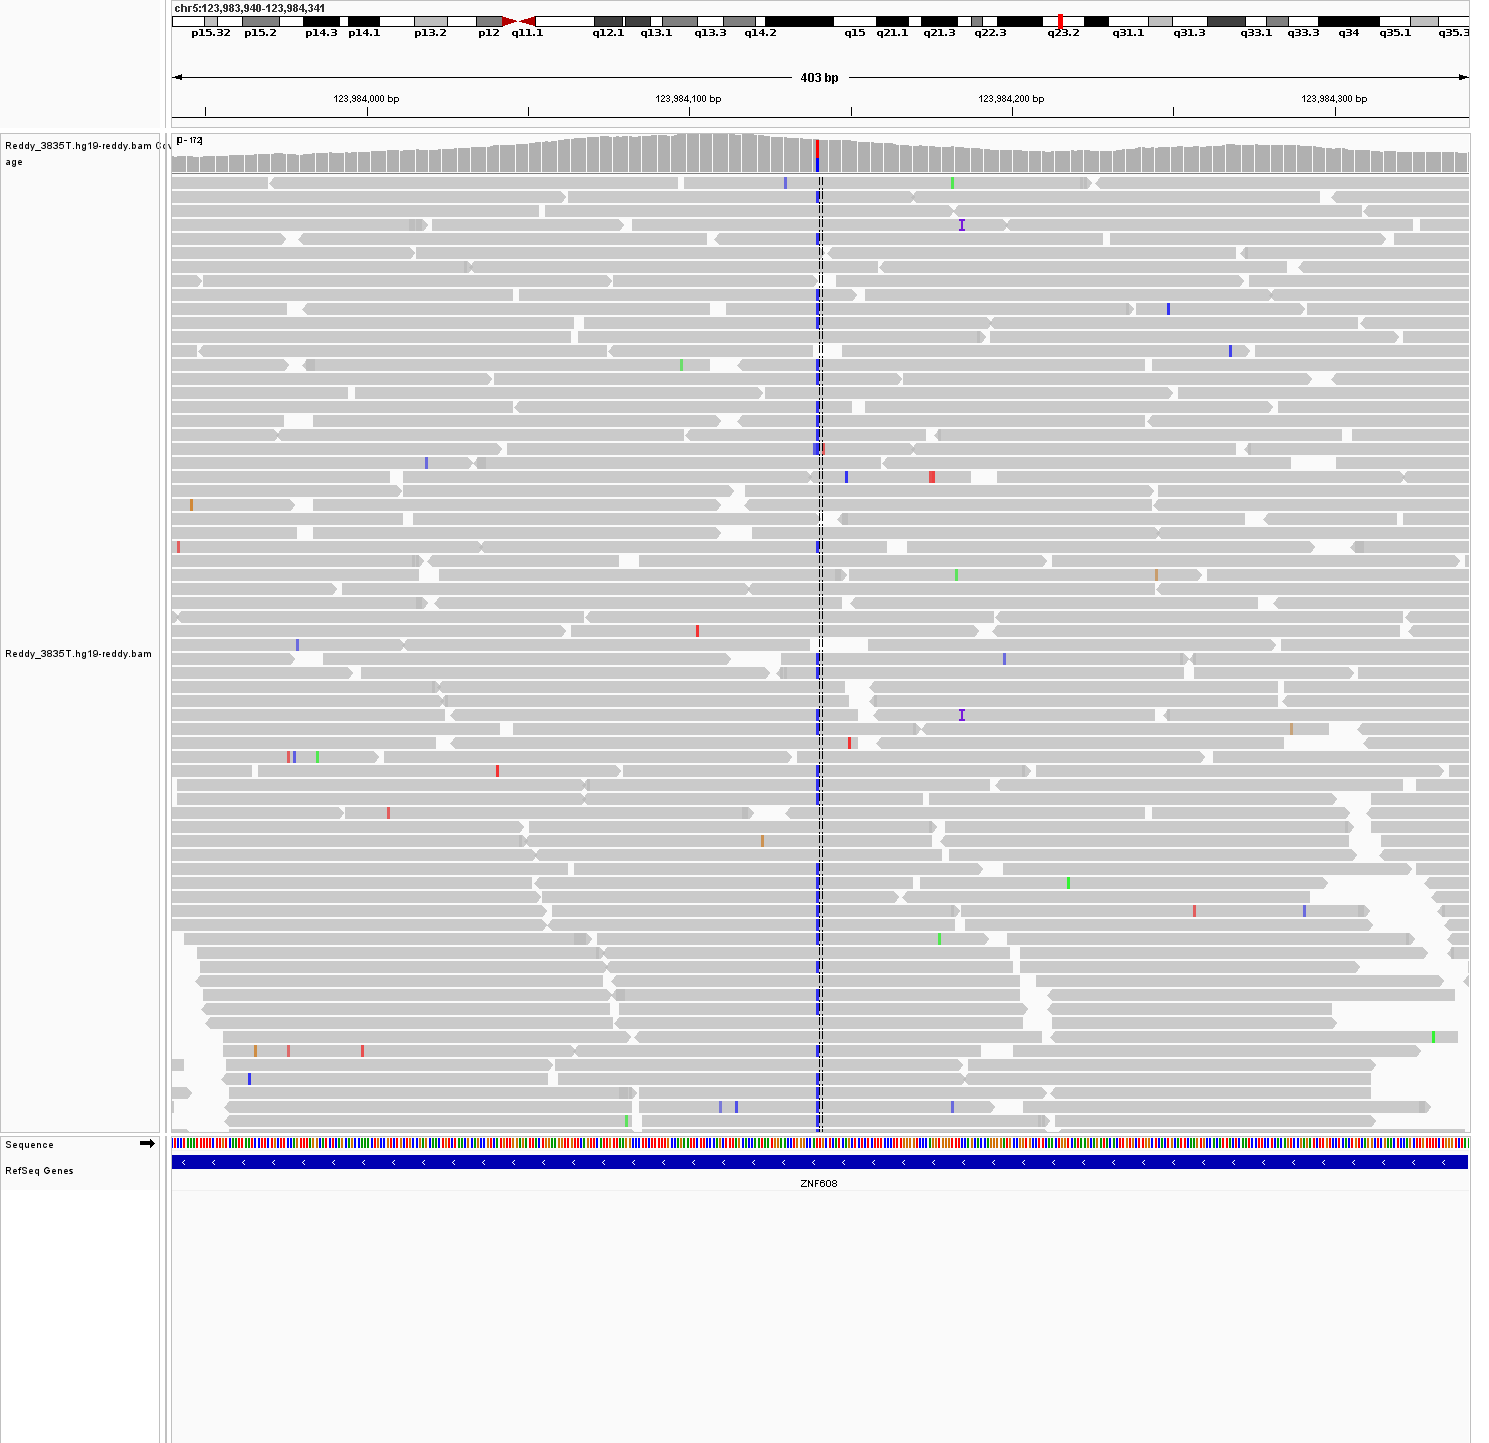 chr5:123,983,940-123,984,341
p15.32 p15.2 p14.3 p14.1 p13.2 p12 q11.1 q12.1 q13.1 q13.3 q14.2 q15 q21.1 q21.3 q22.3 q23.2 q31.1 q31.3 q33.1 q33.3 q34 q35.1 q35.3
403 bp
123,984,000 bp 123,984,100 bp 123,984,200 bp 123,984,300 bp
Reddy_3835T.hg19-reddy.bam Cov
age
[0 - 172]
Reddy_3835T.hg19-reddy.bam
Sequence
RefSeq Genes
ZNF608